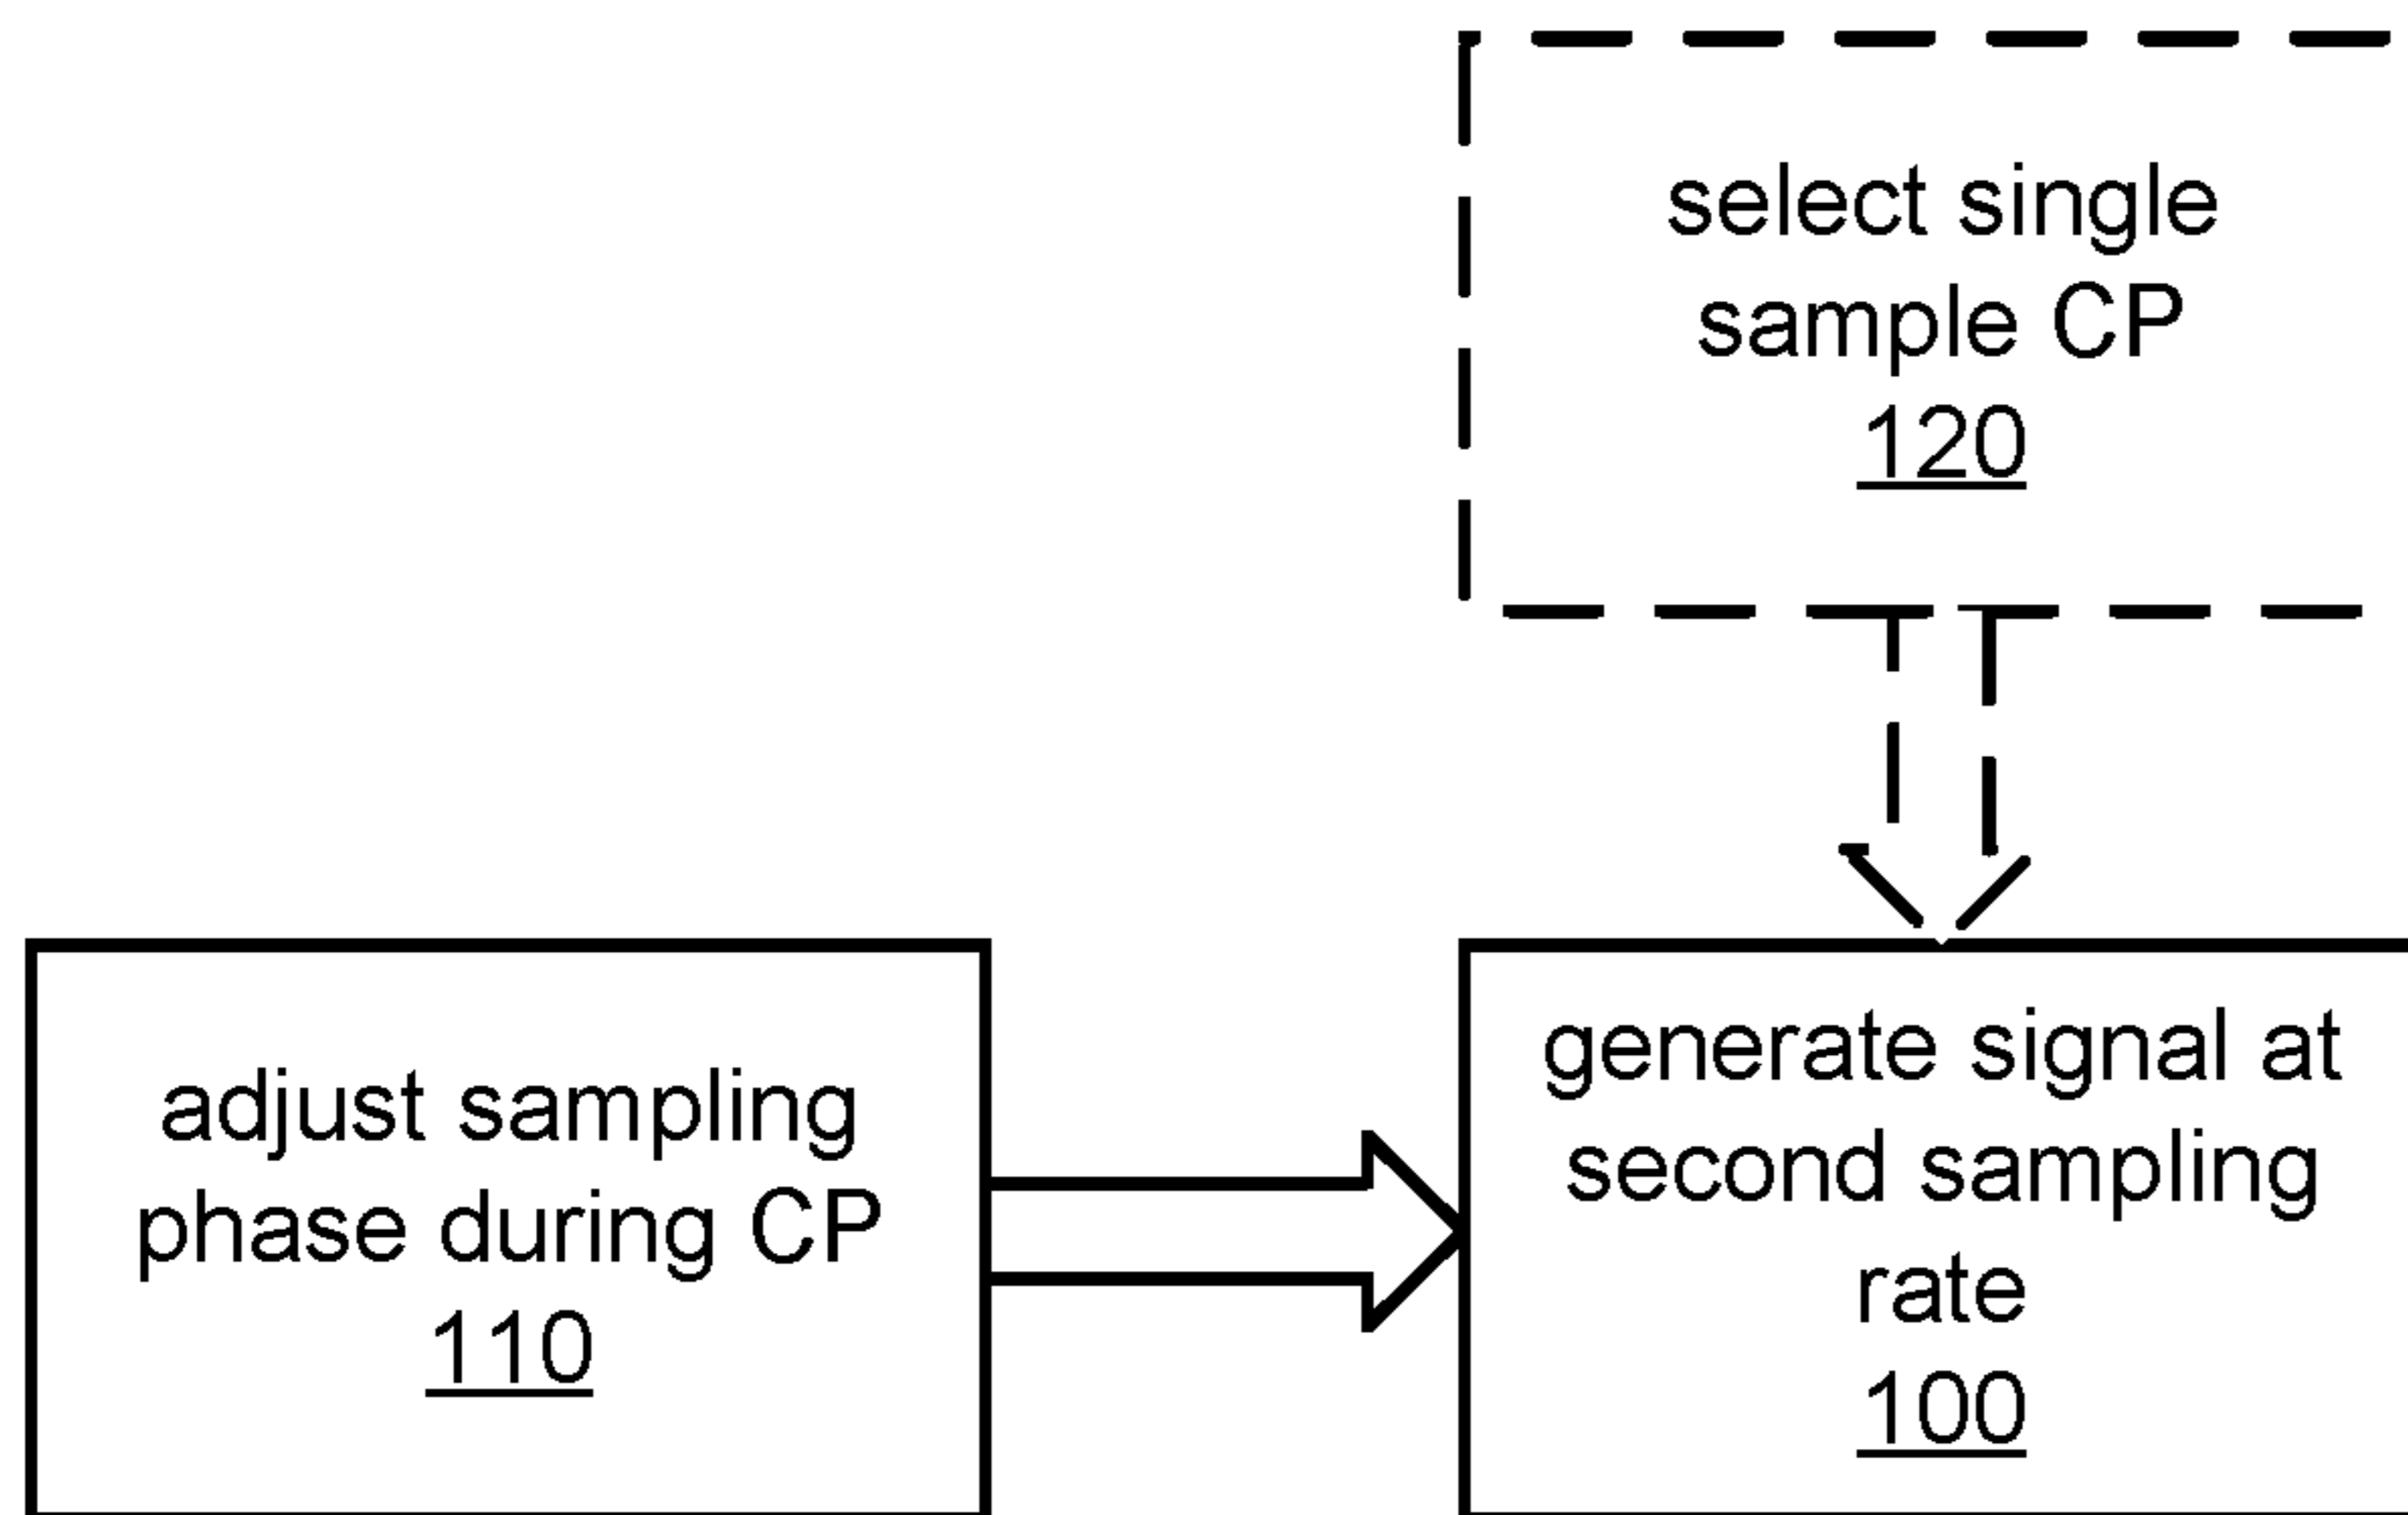 select single
sample CP
120
adjust sampling
phase during CP
110
generate signal at
second sampling
rate
100